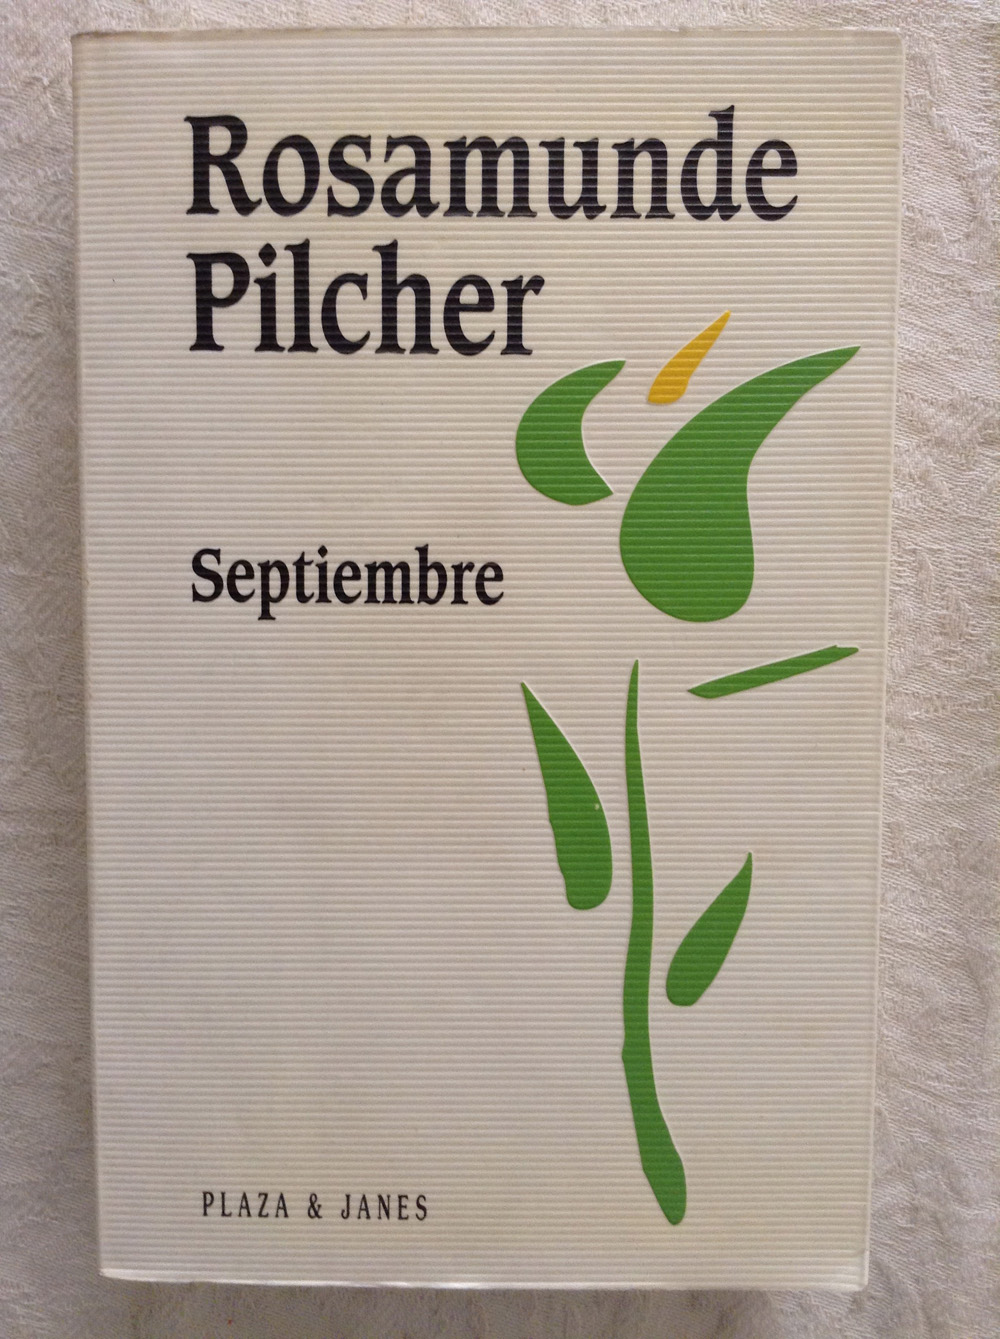 Rosamunde
Pilcher
Septiembre
PLAZA & JANES